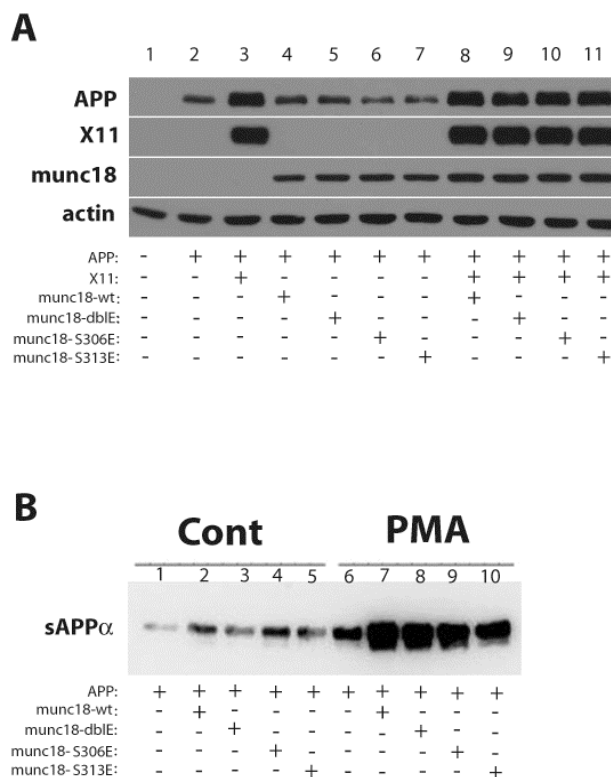 A
1 2 3 4 5 6 7 8 9 10 11
APP
X11
munc18
actin
APP: - + + + + + + + + + +
X11: - - + - - - - + + + +
munc18-wt: - - - + - - - + - - -
munc18-dblE: - - - - + - - - + - -
munc18-S306E: - - - - - + - - - + -
munc18-S313E: - - - - - - + - - - +
B
Cont PMA
1 2 3 4 5 6 7 8 9 10
sAPPα
APP: + + + + + + + + + +
munc18-wt: - + - - - - + - - -
munc18-dblE: - - + - - - - + - -
munc18-S306E: - - - + - - - - + -
munc18-S313E: - - - - + - - - - +